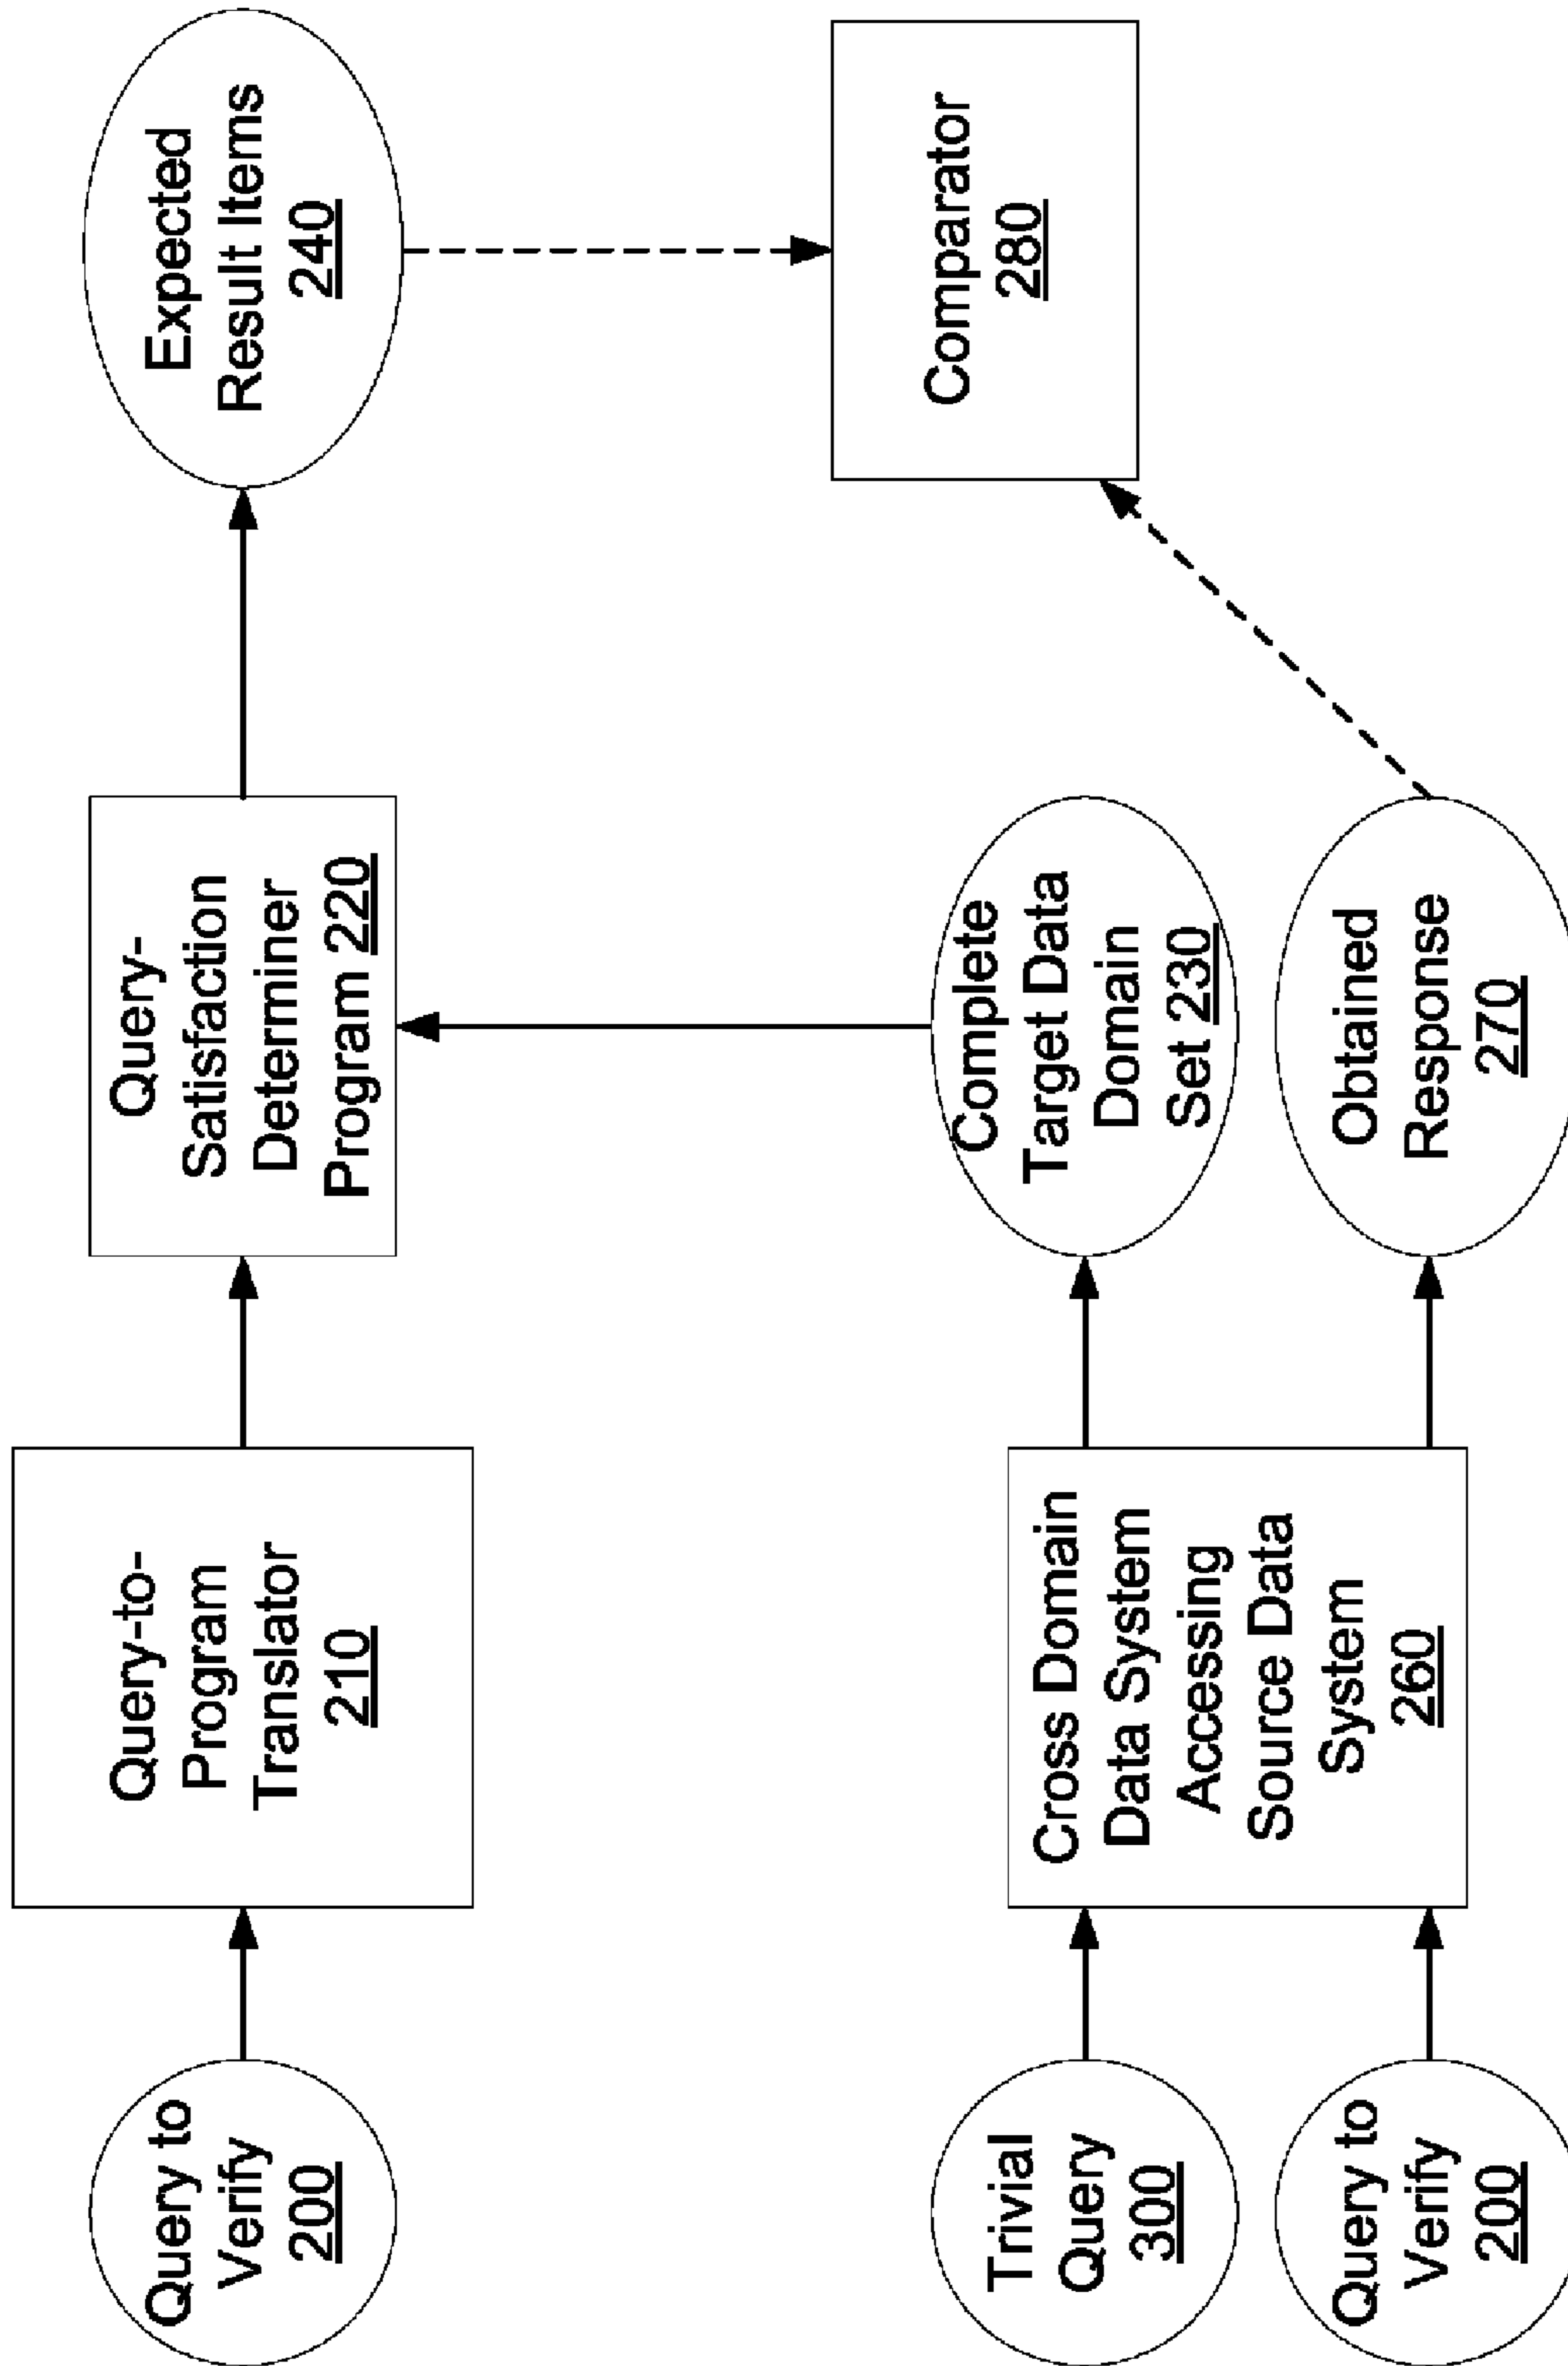 Query to
Verify
200
Query-to-
Program
Translator
210
Query-
Satisfaction
Determiner
Program 220
Expected
Result Items
240
Trivial
Query
300
Query to
Verify
200
Cross Domain
Data System
Accessing
Source Data
System
260
Complete
Target Data
Domain
Set 230
Obtained
Response
270
Comparator
280